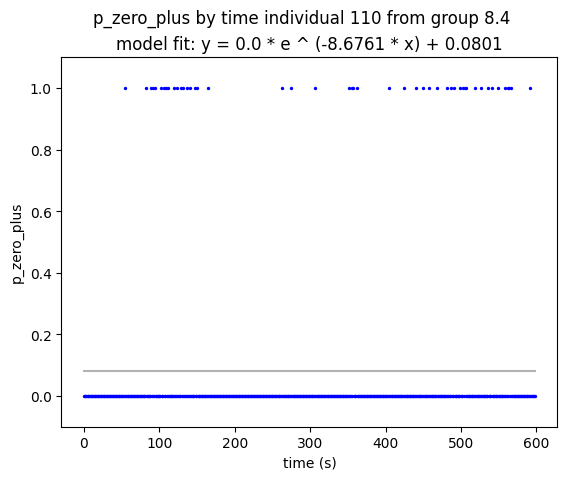 p_zero_plus by time individual 110 from group 8.4
model fit: y = 0.0 * e ^ (-8.6761 * x) + 0.0801
1.0
0.8
0.6
0.4
0.2
0.0
p_zero_plus
0 100 200 300 400 500 600
time (s)